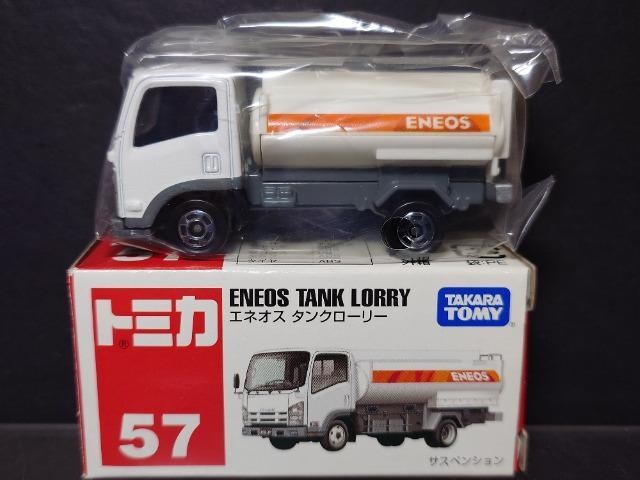 ENEOS
ENEOS TANK LORRY
エネオス タンクローリー
トミカ
TAKARA
TOMY
ENEOS
57
サスペンション